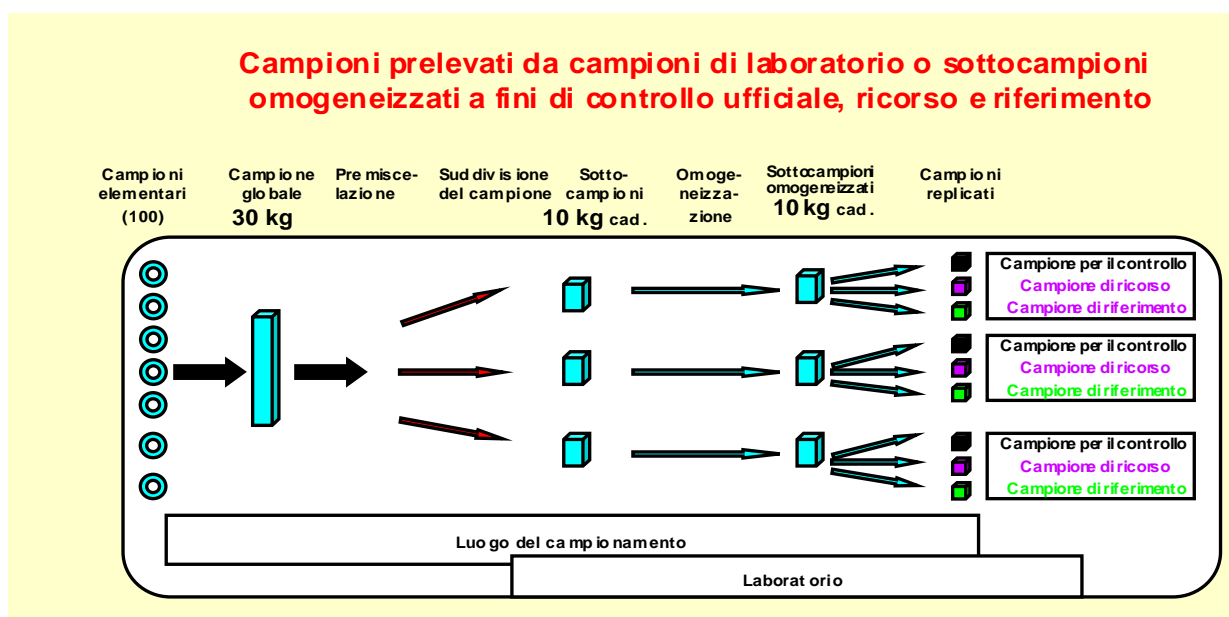 Campioni prelevati da campioni di laboratorio o sottocampioni
omogeneizzati a fini di controllo ufficiale, ricorso e riferimento
Campioni
elementari
(100)
Campione
globale
30 kg
Premisce-
lazione
Suddivisione
del campione
Sotto-
campioni
10 kg cad.
Omoge-
neizza-
zione
Sottocampioni
omogeneizzati
10 kg cad.
Campioni
replicati
Campione per il controllo
Campione di ricorso
Campione di riferimento
Campione per il controllo
Campione di ricorso
Campione di riferimento
Campione per il controllo
Campione di ricorso
Campione di riferimento
Luogo del campionamento
Laboratorio